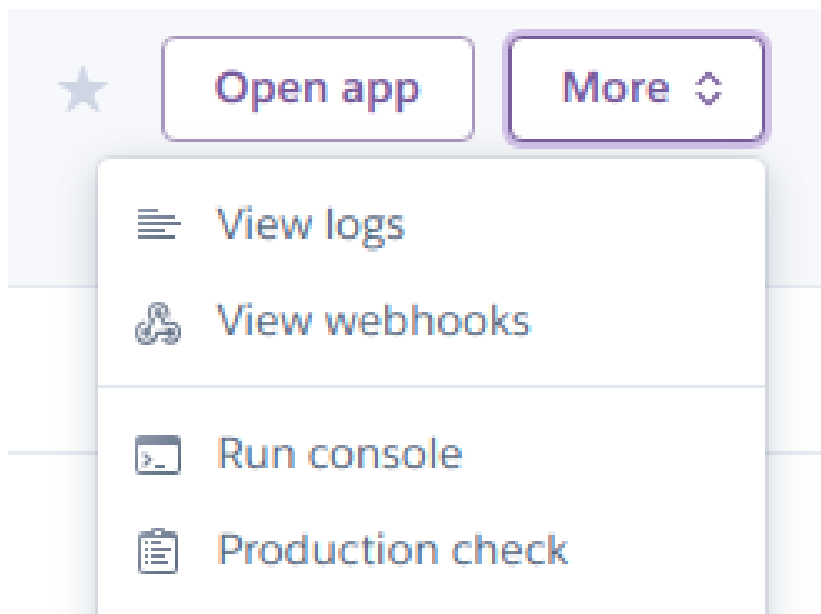 Open app More
View logs
View webhooks
Run console
Production check